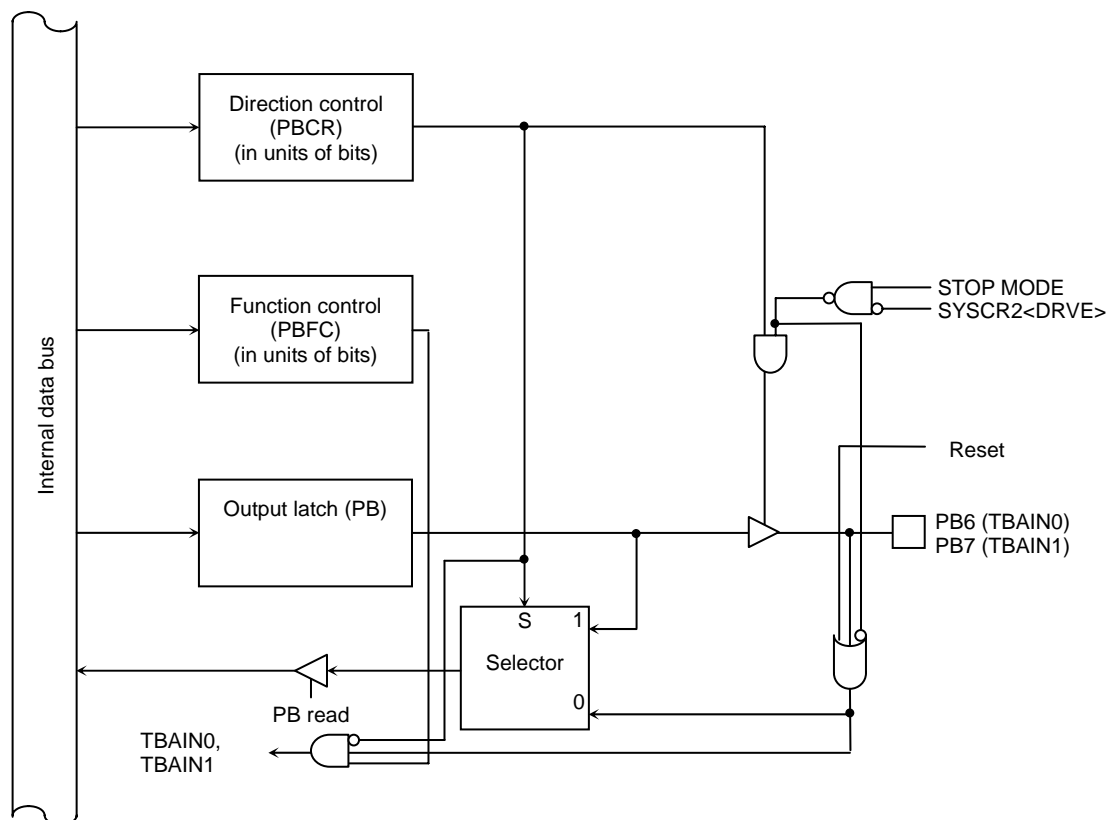 Internal data bus
Direction control
(PBCR)
(in units of bits)
Function control
(PBFC)
(in units of bits)
STOP MODE
SYSCR2<DRVE>
Reset
Output latch (PB)
PB6 (TBAIN0)
PB7 (TBAIN1)
S
1
Selector
0
PB read
TBAIN0,
TBAIN1